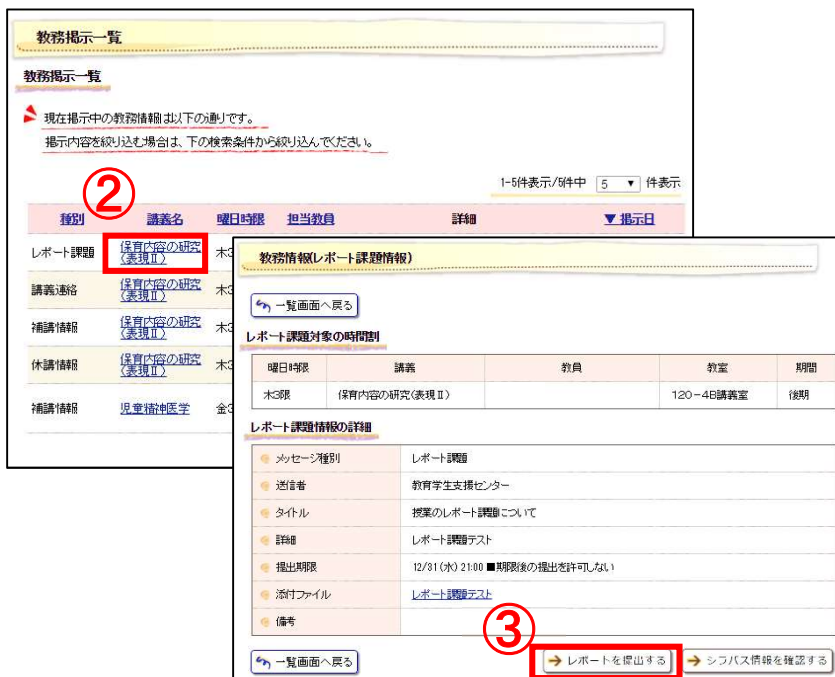 教務掲示一覧
教務掲示一覧
現在掲示中の教務情報は以下の通りです。
掲示内容を絞り込む場合は、下の検索条件から絞り込んでください。
1-5件表示/5件中 5 ▼ 件表示
②
種別 講義名 曜日時限 担当教員 詳細 ▼掲示日
レポート課題 保育内容の研究（表現Ⅱ） 木3
講義連絡 保育内容の研究（表現Ⅱ） 木3
補講情報 保育内容の研究（表現Ⅱ） 木3
休講情報 保育内容の研究（表現Ⅱ） 木3
補講情報 児童精神医学 金3
教務情報(レポート課題情報)
一覧画面へ戻る
レポート課題対象の時間割
曜日時限 講義 教員 教室 期間
木3限 保育内容の研究（表現Ⅱ） 120－4B講義室 後期
レポート課題情報の詳細
メッセージ種別 レポート課題
送信者 教育学生支援センター
タイトル 授業のレポート課題について
詳細 レポート課題テスト
提出期限 12/31(水) 21:00 ■期限後の提出を許可しない
添付ファイル レポート課題テスト
備考
③
一覧画面へ戻る → レポートを提出する → シラバス情報を確認する